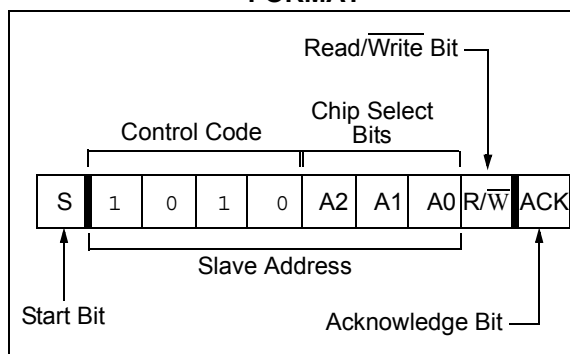 FORMAT
Read/Write Bit
Chip Select
Control Code Bits
S 1 0 1 0 A2 A1 A0 R/W ACK
Slave Address
Start Bit
Acknowledge Bit